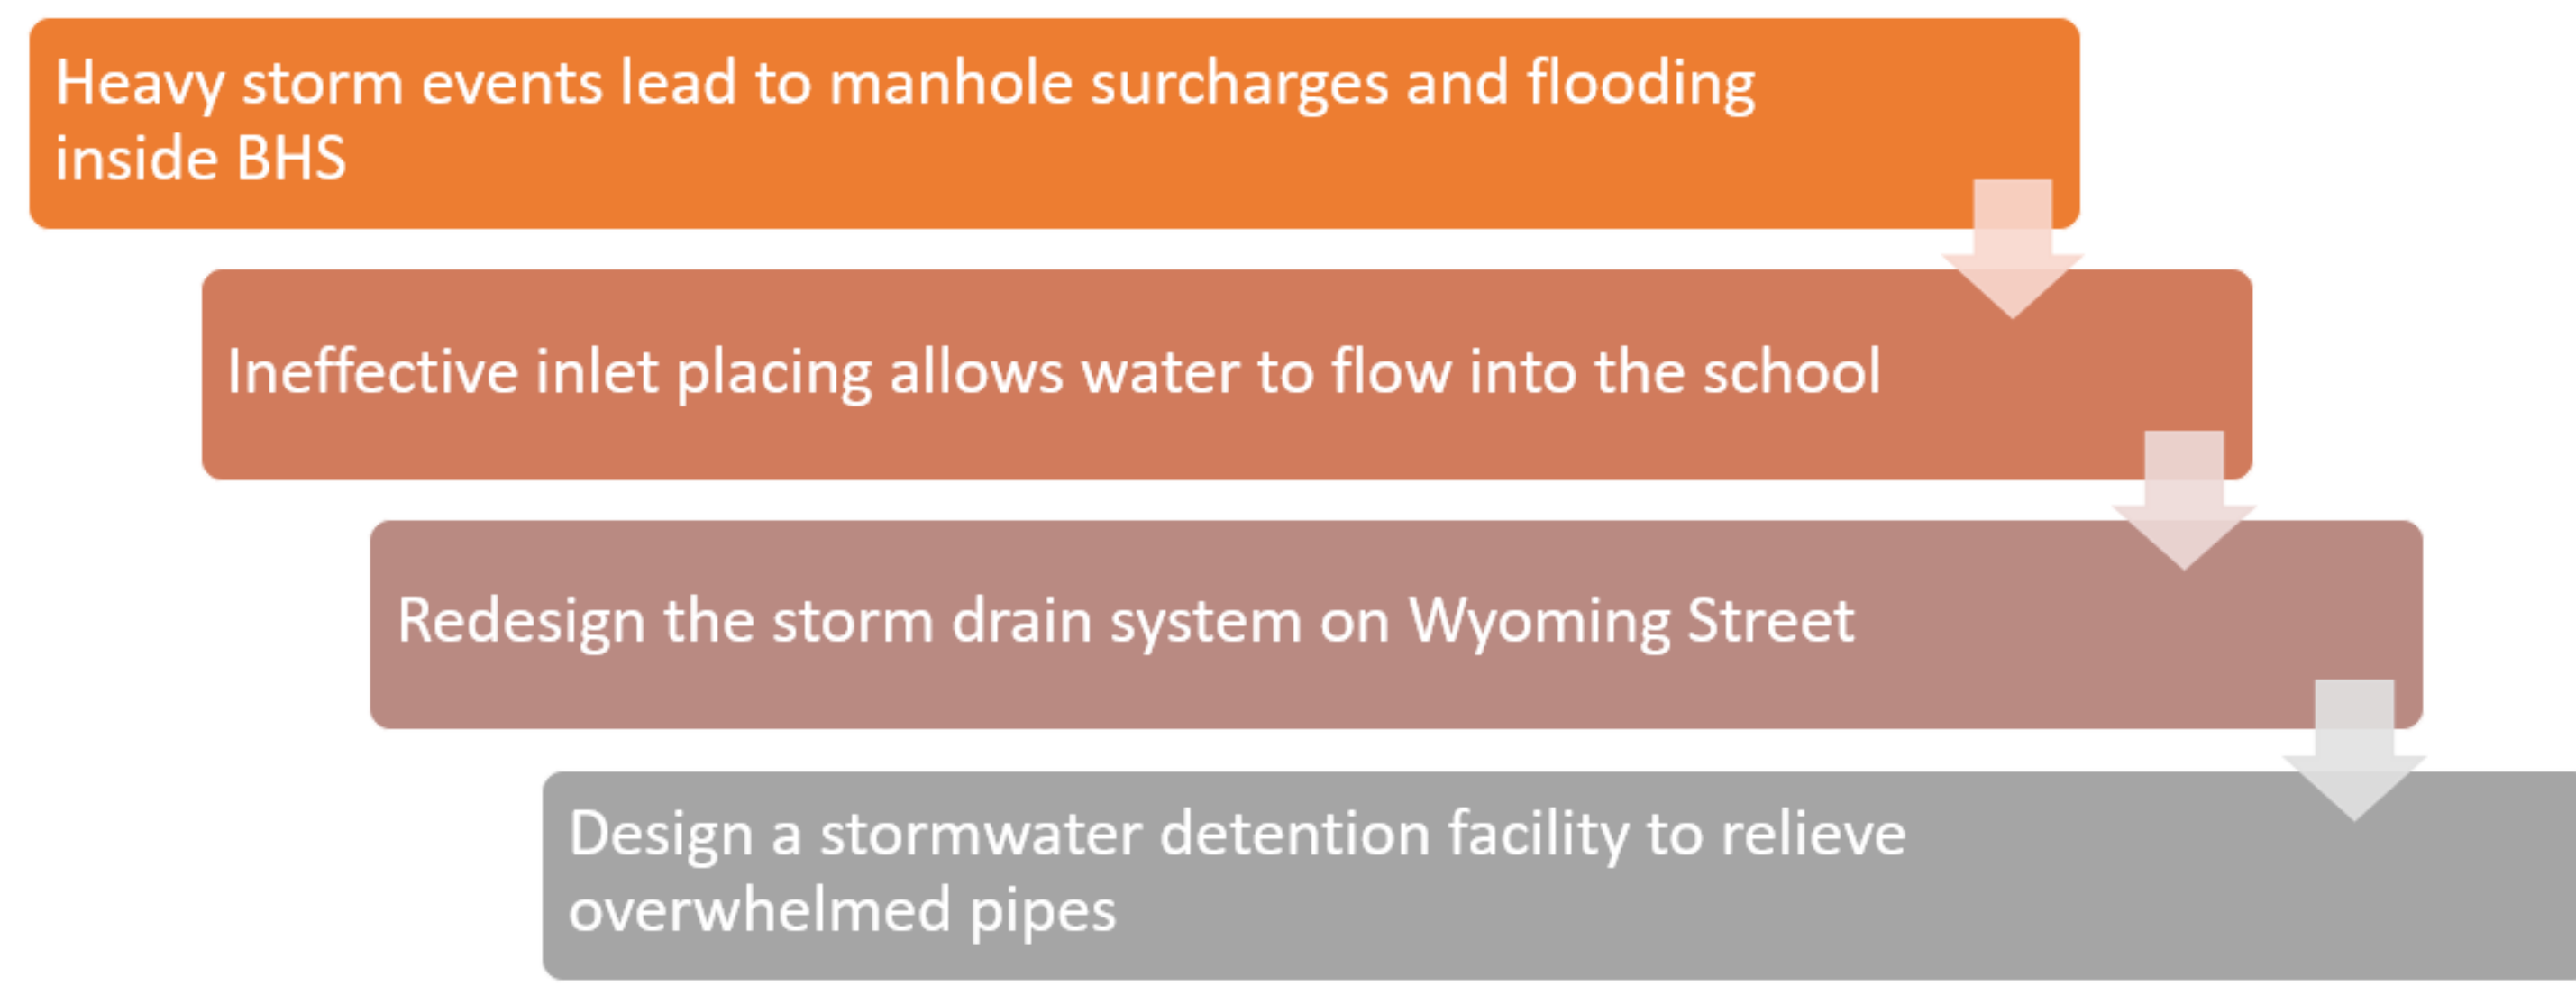 Heavy storm events lead to manhole surcharges and flooding
inside BHS
Ineffective inlet placing allows water to flow into the school
Redesign the storm drain system on Wyoming Street
Design a stormwater detention facility to relieve
overwhelmed pipes